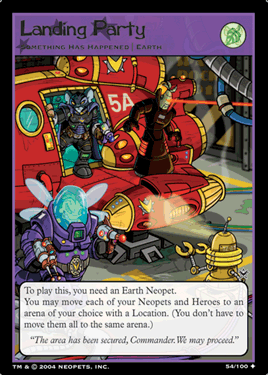 Landing Party
Something Has Happened | Earth
5A
To play this, you need an Earth Neopet.
You may move each of your Neopets and Heroes to an
arena of your choice with a Location. (You don't have to
move them all to the same arena.)
"The area has been secured, Commander. We may proceed."
TM & © 2004 NEOPETS, INC.
54/100 ◆